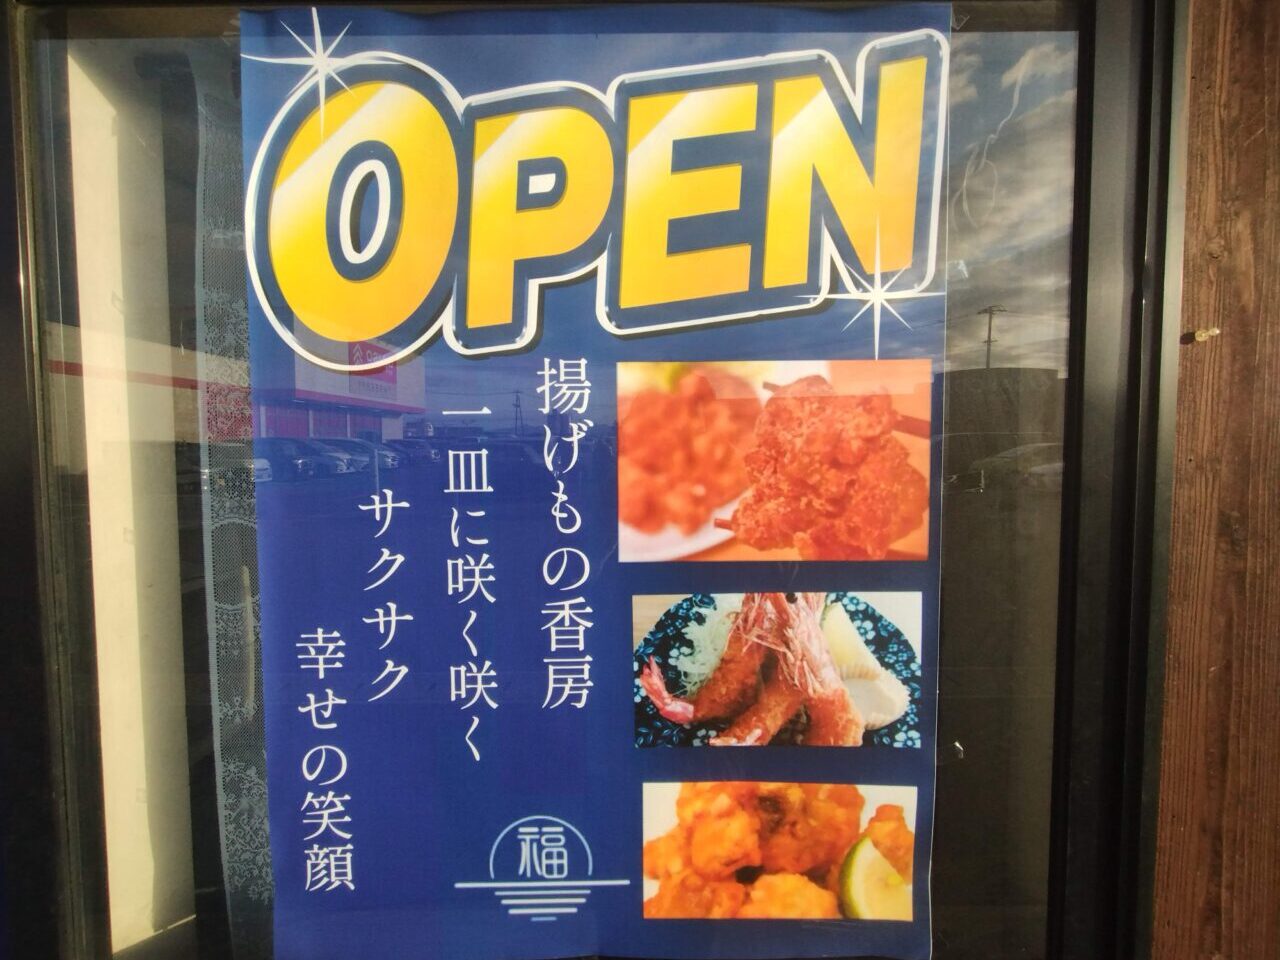 OPEN
揚げもの香房
一皿に咲く咲く
サクサク
幸せの笑顔
福